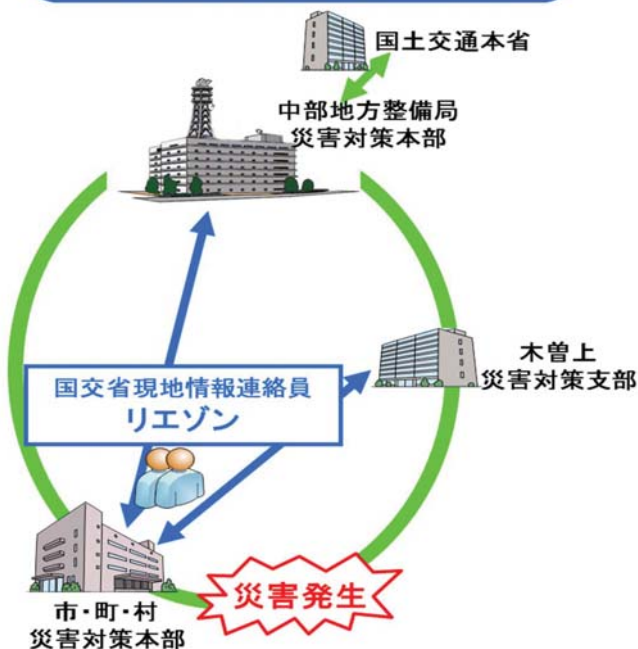 国土交通本省
中部地方整備局
災害対策本部
木曽上
災害対策支部
国交省現地情報連絡員
リエゾン
災害発生
市・町・村
災害対策本部